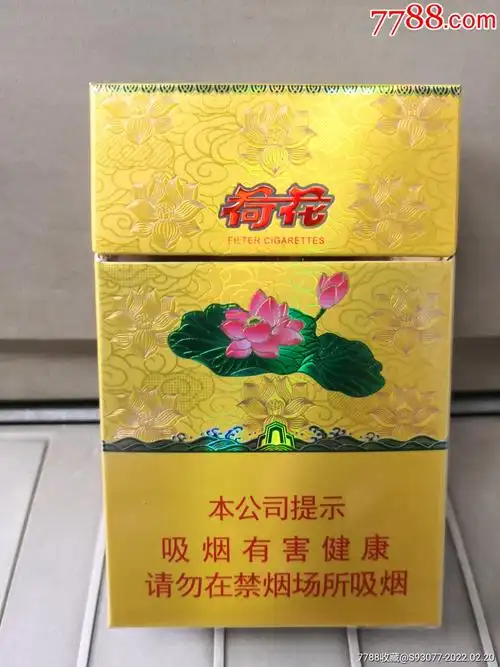 7788.com
荷花
FILTER CIGARETTES
本公司提示
吸烟有害健康
请勿在禁烟场所吸烟
7788收藏@S93077-2022.02.20